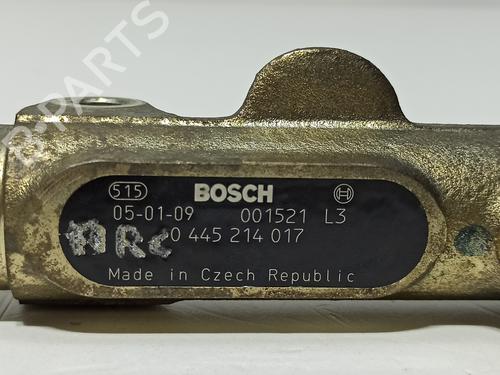 515 BOSCH
05-01-09 001521 L3
0 445 214 017
Made in Czech Republic
B-PARTS